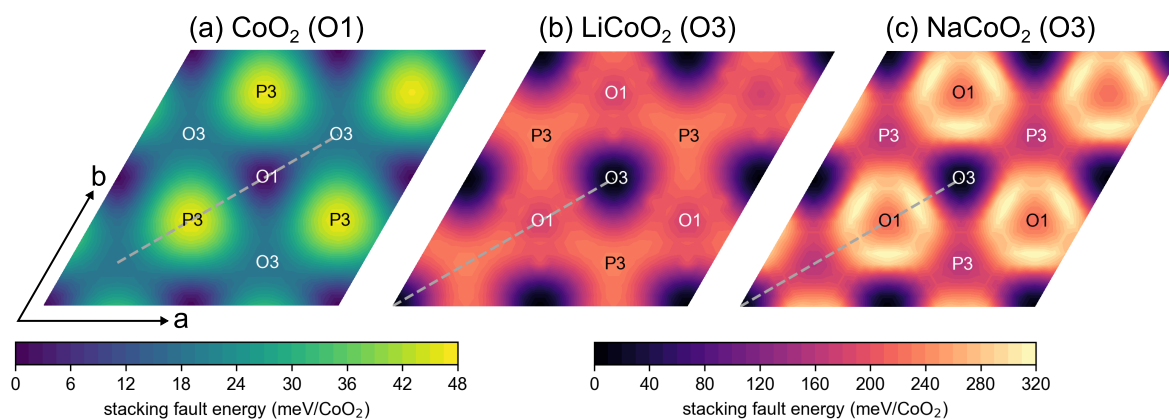 (a) CoO₂ (O1)
(b) LiCoO₂ (O3)
(c) NaCoO₂ (O3)
P3
O3
O3
O1
P3
P3
O3
b
a
O1
P3
P3
O3
O1
O1
P3
O1
P3
P3
O3
O1
O1
P3
0 6 12 18 24 30 36 42 48
stacking fault energy (meV/CoO₂)
0 40 80 120 160 200 240 280 320
stacking fault energy (meV/CoO₂)